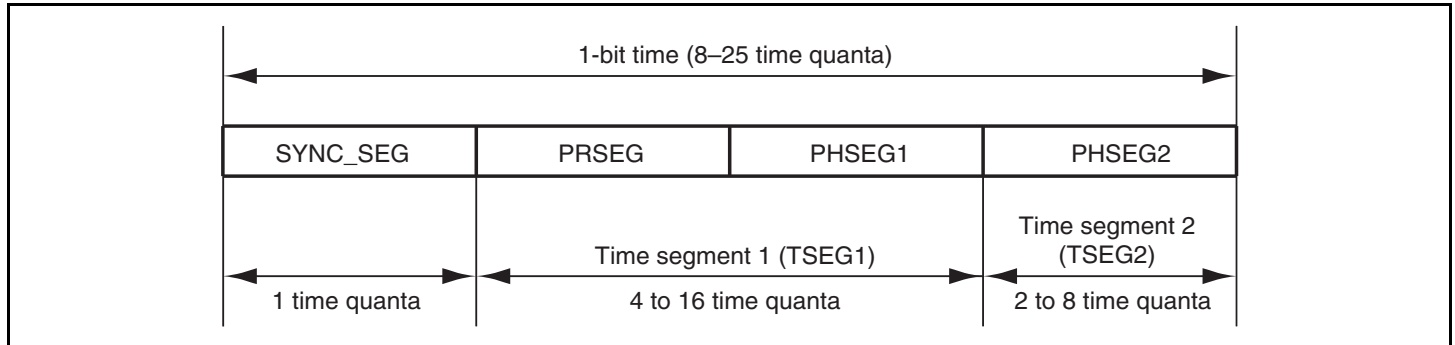 1-bit time (8–25 time quanta)
SYNC_SEG
PRSEG
PHSEG1
PHSEG2
Time segment 1 (TSEG1)
Time segment 2
(TSEG2)
1 time quanta
4 to 16 time quanta
2 to 8 time quanta